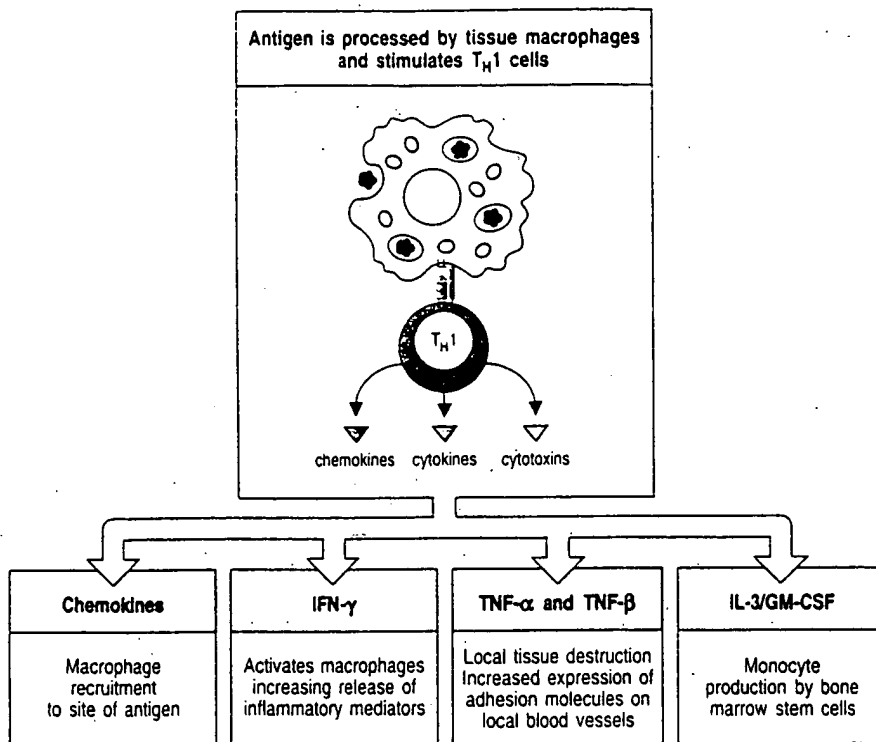 Antigen is processed by tissue macrophages
and stimulates TH1 cells
TH1
chemokines cytokines cytotoxins
Chemokines
Macrophage
recruitment
to site of antigen
IFN-γ
Activates macrophages
increasing release of
inflammatory mediators
TNF-α and TNF-β
Local tissue destruction
Increased expression of
adhesion molecules on
local blood vessels
IL-3/GM-CSF
Monocyte
production by bone
marrow stem cells